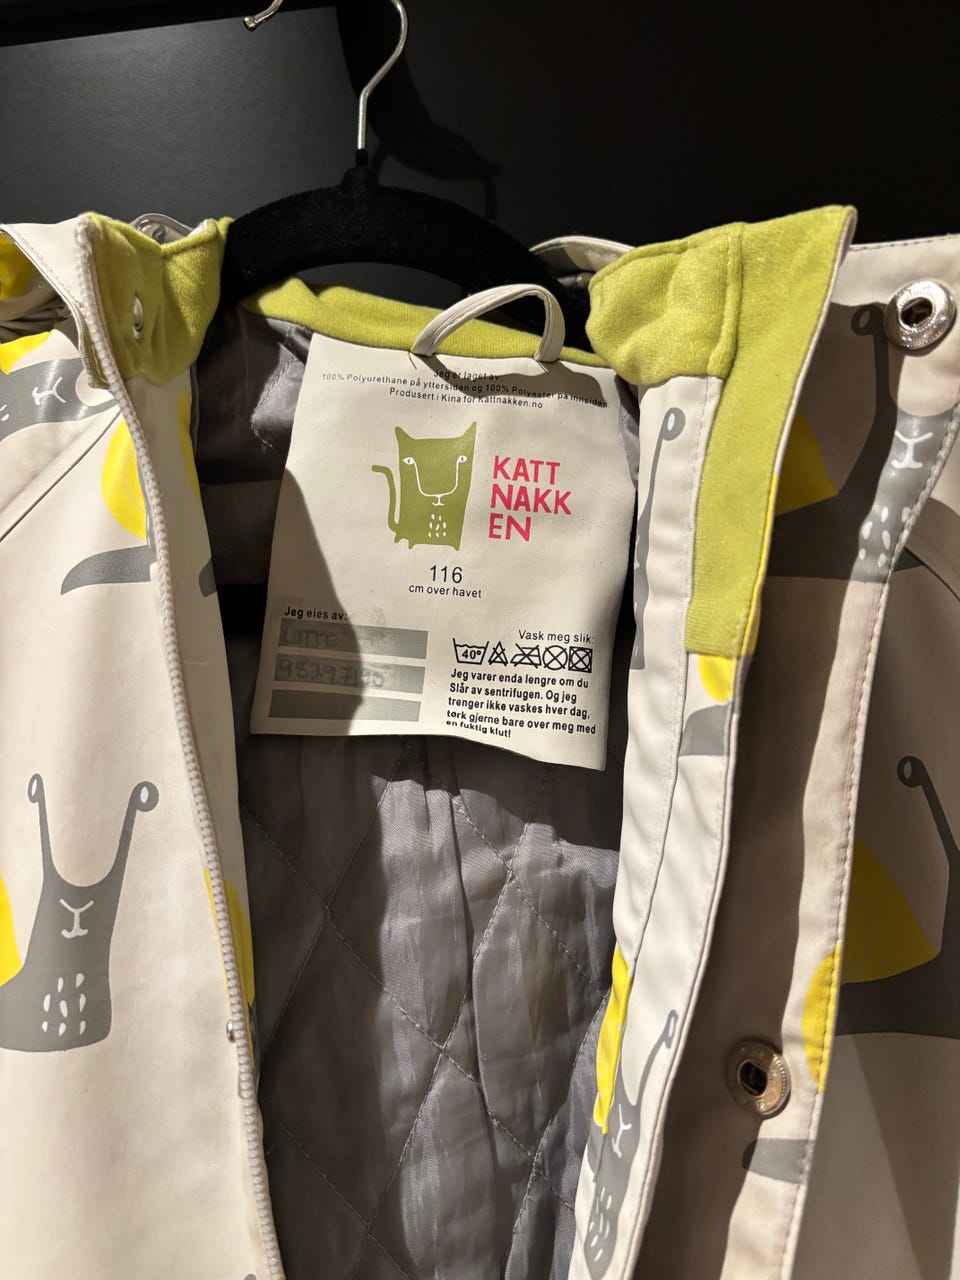 Jeg er laget av:
100% Polyurethane på yttersiden og 100% Polyester på innsiden.
Produsert i Kina for Kattnakken.no
KATT
NAKK
EN
116
cm over havet
Jeg eies av:
LOTTE
Vask meg slik:
40°
Jeg varer enda lengre om du
Slår av sentrifugen. Og jeg
trenger ikke vaskes hver dag,
tørk gjerne bare over meg med
en fuktig klut!